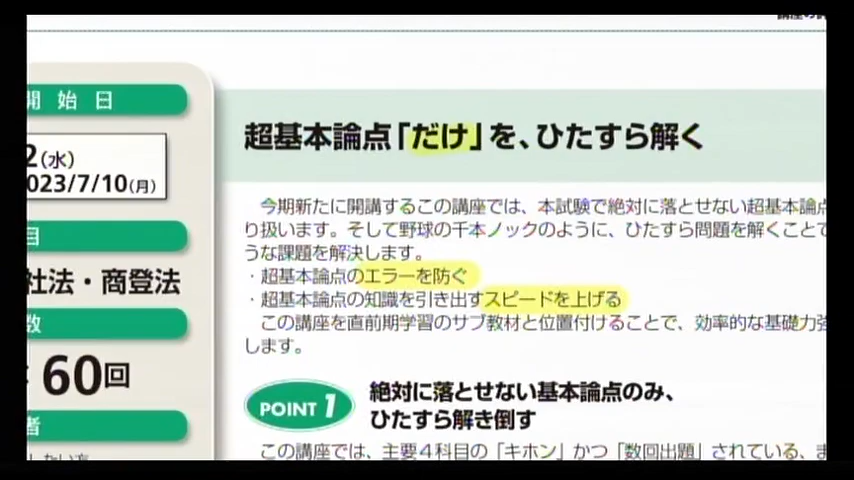 開始日
2(水)
023/7/10(月)
目
社法・商登法
数
60回
者
超基本論点「だけ」を、ひたすら解く
今期新たに開講するこの講座では、本試験で絶対に落とせない超基本論点
り扱います。そして野球の千本ノックのように、ひたすら問題を解くことで
うな課題を解決します。
・超基本論点のエラーを防ぐ
・超基本論点の知識を引き出すスピードを上げる
この講座を直前期学習のサブ教材と位置付けることで、効率的な基礎力強
します。
POINT 1
絶対に落とせない基本論点のみ、
ひたすら解き倒す
この講座では、主要4科目の「キホン」かつ「数回出題」されている、ま